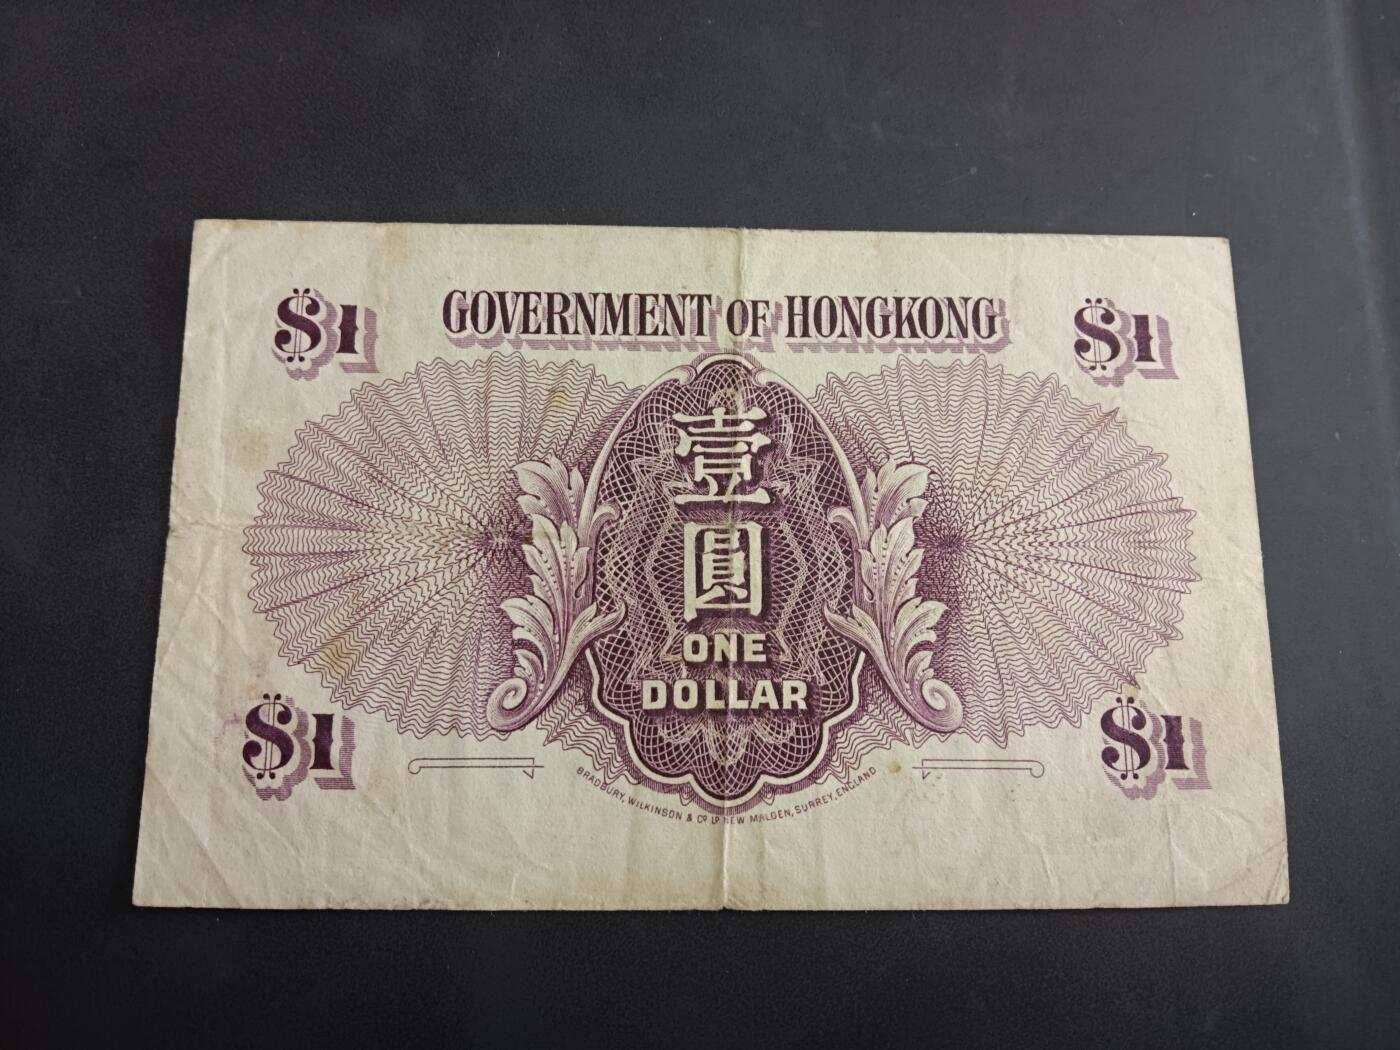 $1 GOVERNMENT OF HONGKONG $1
壹
圓
ONE
DOLLAR
$1 $1
BRADBURY, WILKINSON & Cº Lᴰ NEW MALDEN, SURREY, ENGLAND